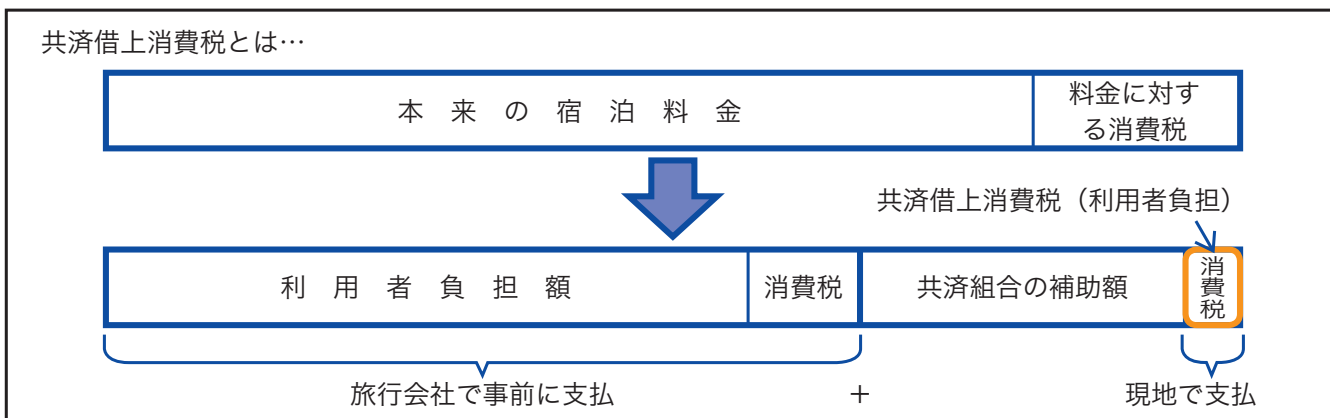 共済借上消費税とは…
本来の宿泊料金
料金に対す
る消費税
共済借上消費税（利用者負担）
利用者負担額
消費税
共済組合の補助額
消費税
旅行会社で事前に支払
＋
現地で支払